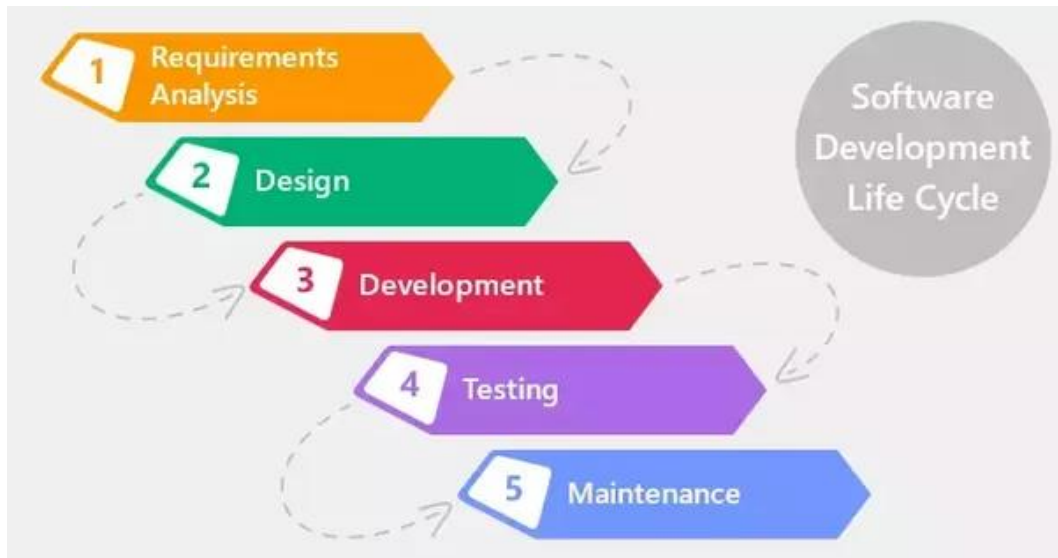 1
Requirements
Analysis
Software
Development
Life Cycle
2
Design
3
Development
4
Testing
5
Maintenance